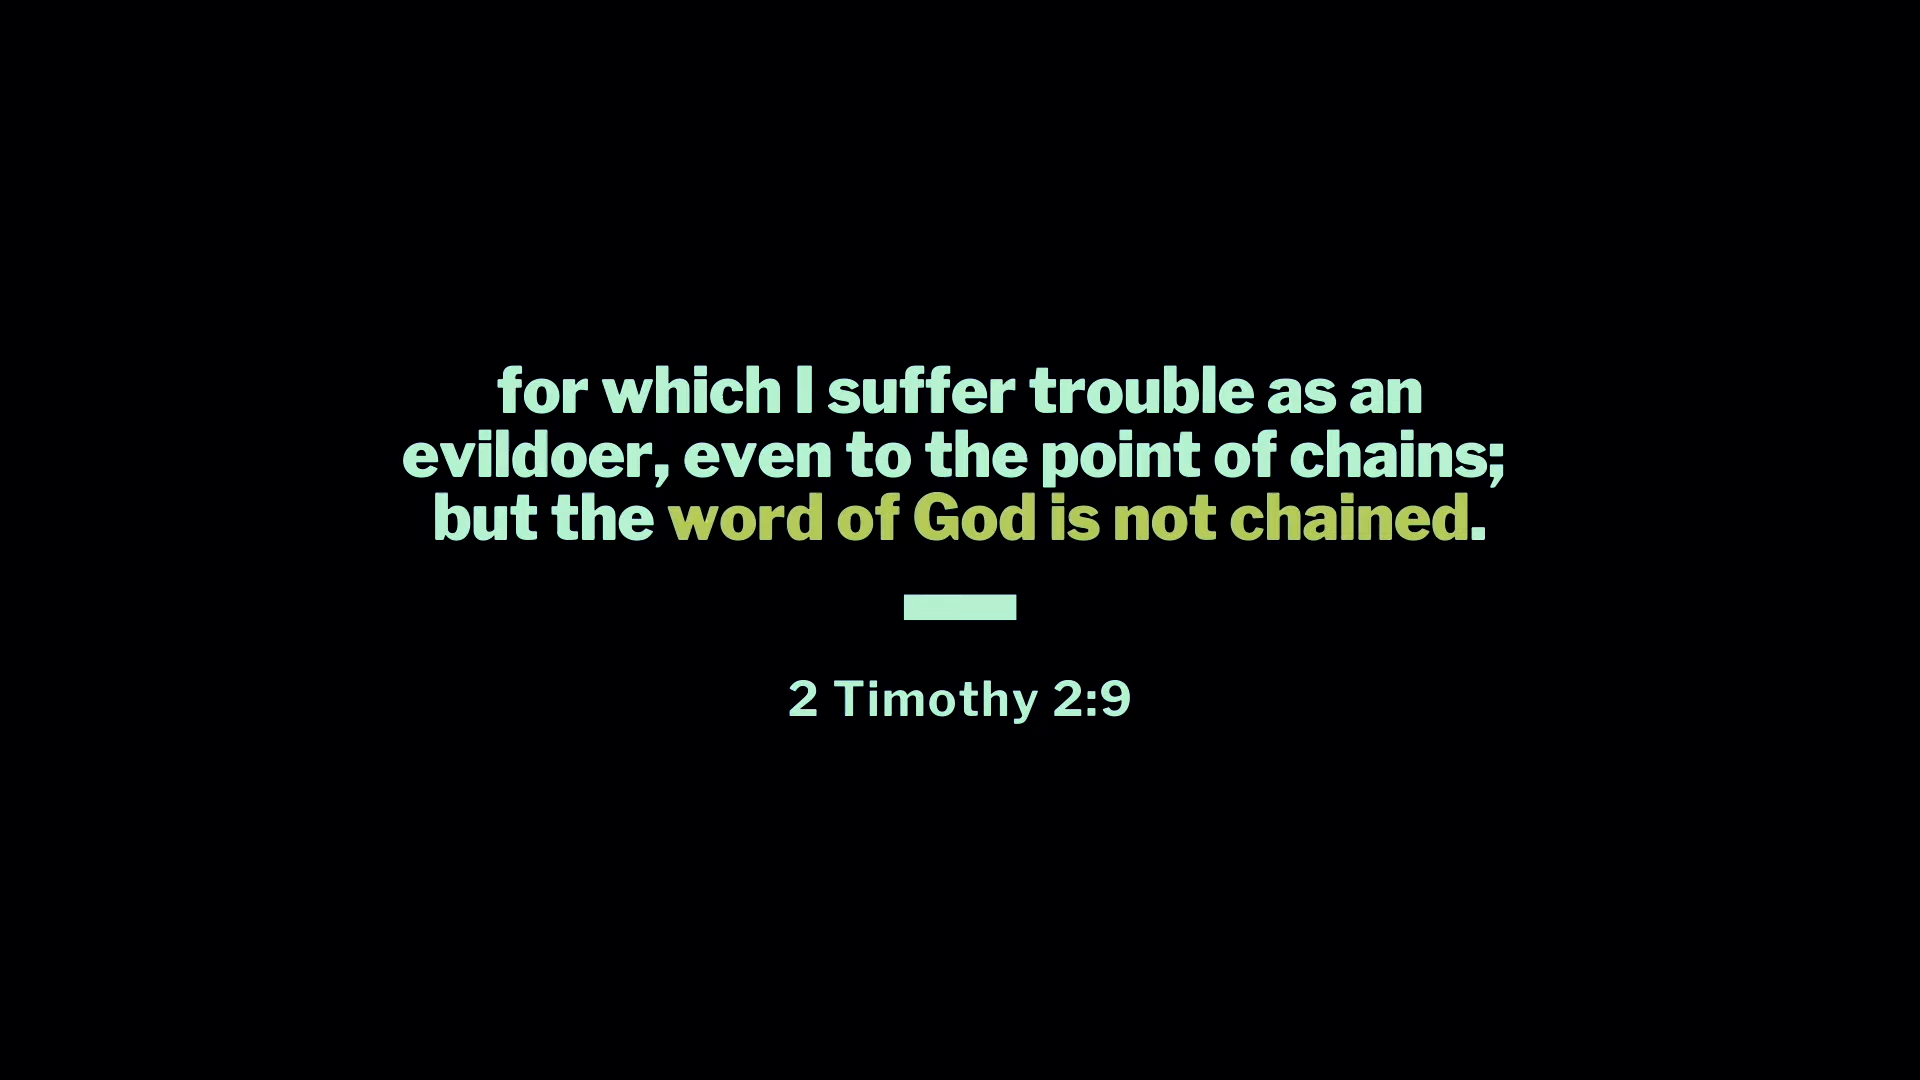 for which I suffer trouble as an
evildoer, even to the point of chains;
but the word of God is not chained.
2 Timothy 2:9